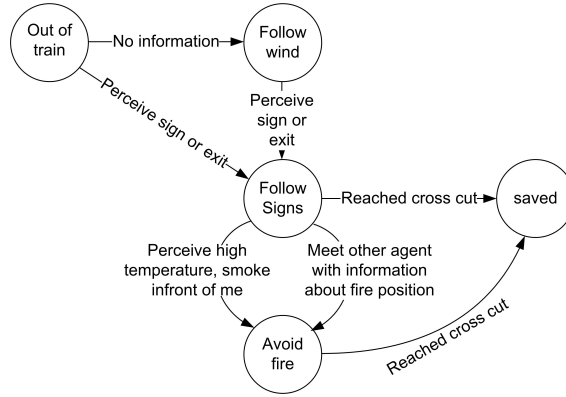 Out of
train
No information
Follow
wind
Perceive sign or exit
Perceive
sign or
exit
Follow
Signs
Reached cross cut
saved
Perceive high
temperature, smoke
infront of me
Meet other agent
with information
about fire position
Avoid
fire
Reached cross cut